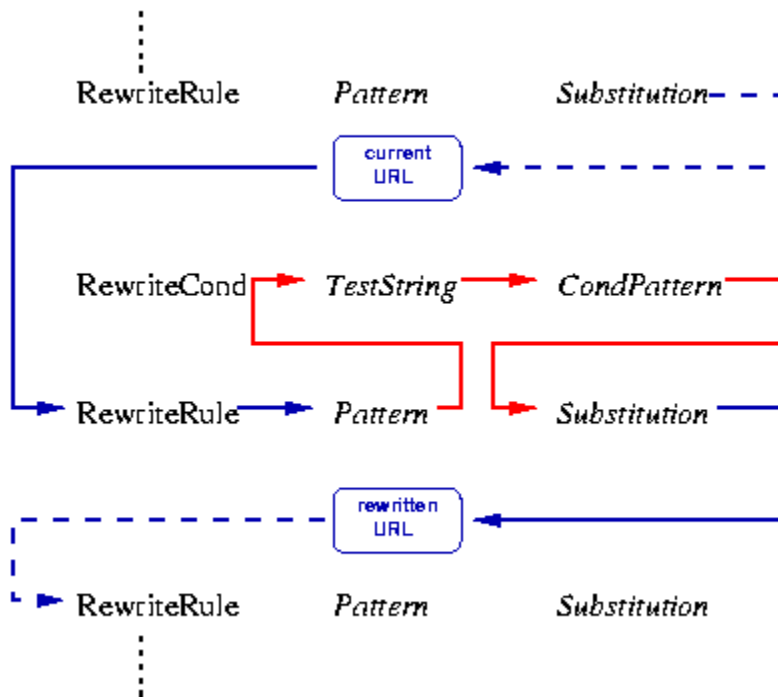 RewriteRule Pattern Substitution
current
URL
RewriteCond TestString CondPattern
RewriteRule Pattern Substitution
rewritten
URL
RewriteRule Pattern Substitution